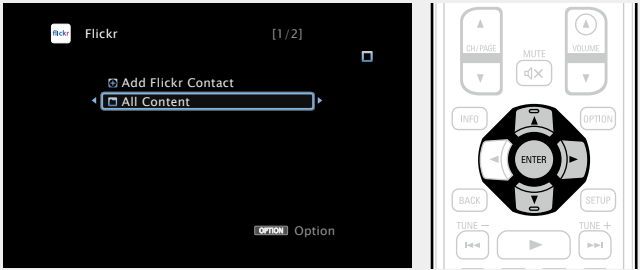 flickr Flickr [1/2]
Add Flickr Contact
All Content
OPTION Option
CH/PAGE
MUTE
VOLUME
INFO
OPTION
ENTER
BACK
SETUP
TUNE −
TUNE +